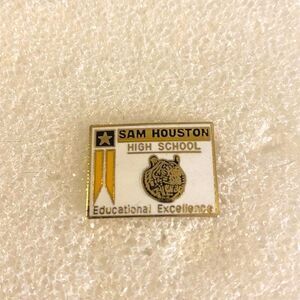 SAM HOUSTON
HIGH SCHOOL
Educational Excellence